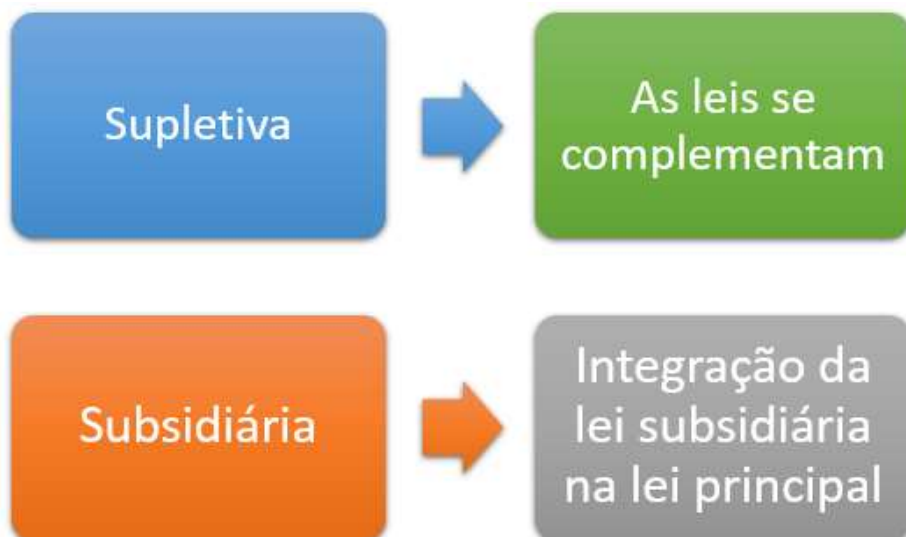 Supletiva
As leis se
complementam
Subsidiária
Integração da
lei subsidiária
na lei principal